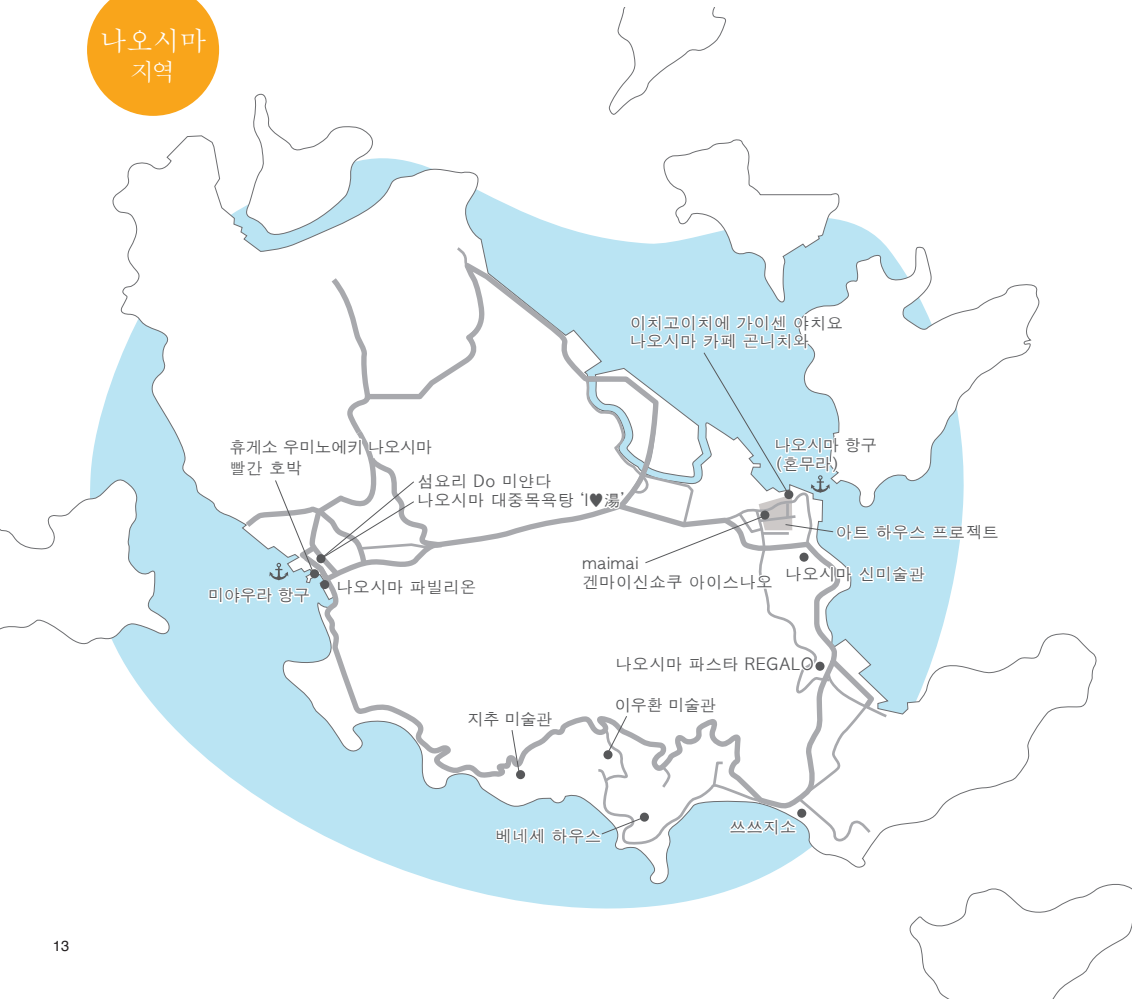 나오시마
지역
이치고이치에 가이센 야치요
나오시마 카페 곤니치와
휴게소 우미노에키 나오시마
빨간 호박
섬요리 Do 미얀다
나오시마 대중목욕탕 ‘I♥湯’
나오시마 항구
(혼무라)
아트 하우스 프로젝트
maimai
겐마이신쇼쿠 아이스나오
나오시마 신미술관
미야우라 항구
나오시마 파빌리온
나오시마 파스타 REGALO
이우환 미술관
지추 미술관
베네세 하우스
쓰쓰지소
13